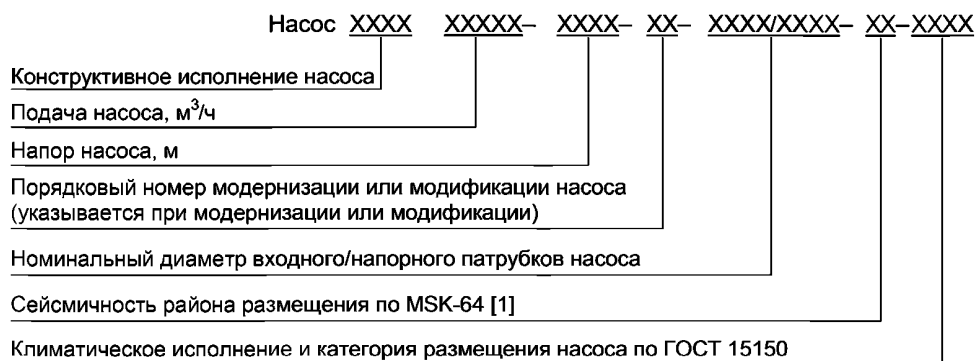 Насос XXXX XXXXX– XXXX– XX– XXXX/XXXX– XX–XXXX
Конструктивное исполнение насоса
Подача насоса, м³/ч
Напор насоса, м
Порядковый номер модернизации или модификации насоса
(указывается при модернизации или модификации)
Номинальный диаметр входного/напорного патрубков насоса
Сейсмичность района размещения по MSK-64 [1]
Климатическое исполнение и категория размещения насоса по ГОСТ 15150